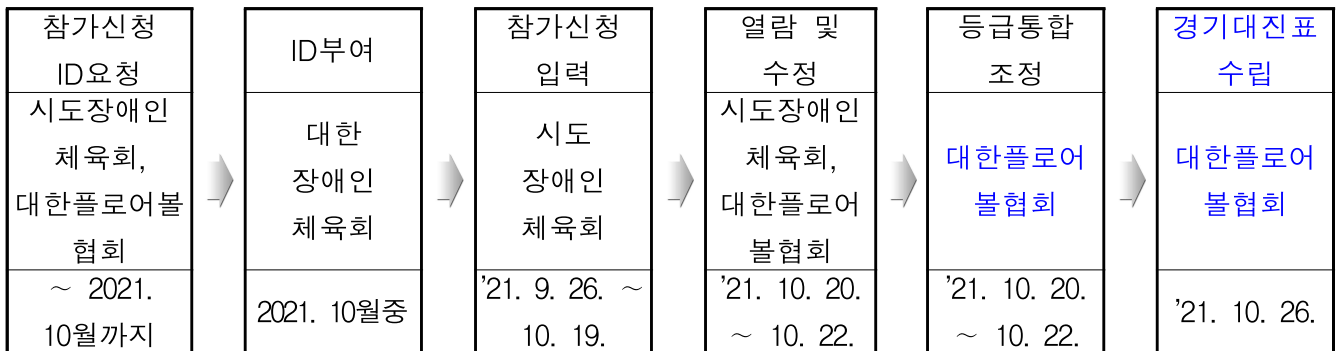 참가신청
ID요청
시도장애인
체육회,
대한플로어볼
협회
~ 2021.
10월까지
ID부여
대한
장애인
체육회
2021. 10월중
참가신청
입력
시도
장애인
체육회
'21. 9. 26. ~
10. 19.
열람 및
수정
시도장애인
체육회,
대한플로어
볼협회
'21. 10. 20.
~ 10. 22.
등급통합
조정
대한플로어
볼협회
'21. 10. 20.
~ 10. 22.
경기대진표
수립
대한플로어
볼협회
'21. 10. 26.